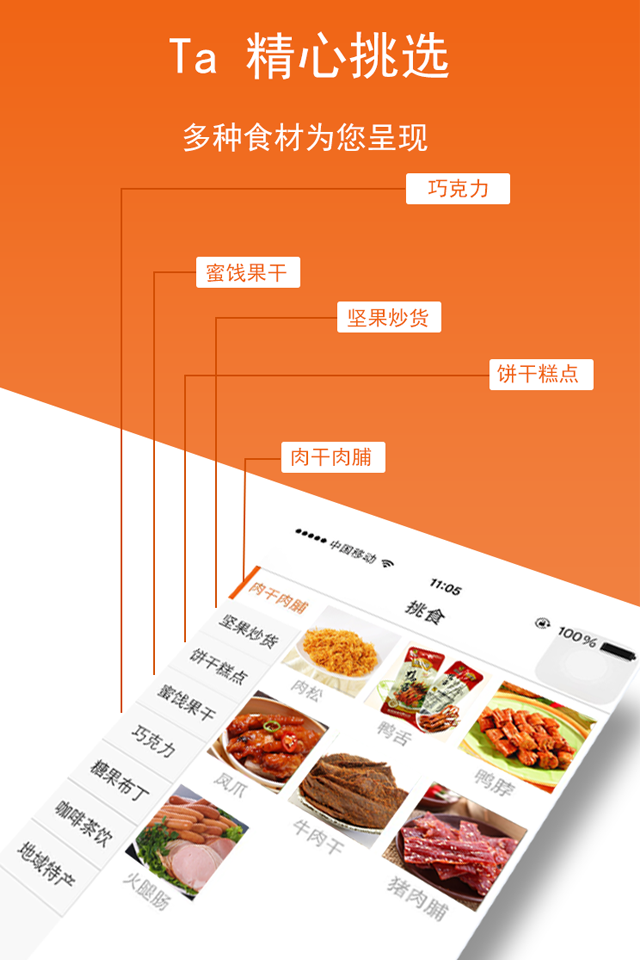 Ta 精心挑选
多种食材为您呈现
巧克力
蜜饯果干
坚果炒货
饼干糕点
肉干肉脯
中国移动
11:05
100%
挑食
肉干肉脯
坚果炒货
饼干糕点
蜜饯果干
巧克力
糖果布丁
咖啡茶饮
地域特产
肉松
鸭舌
鸭脖
凤爪
牛肉干
猪肉脯
火腿肠